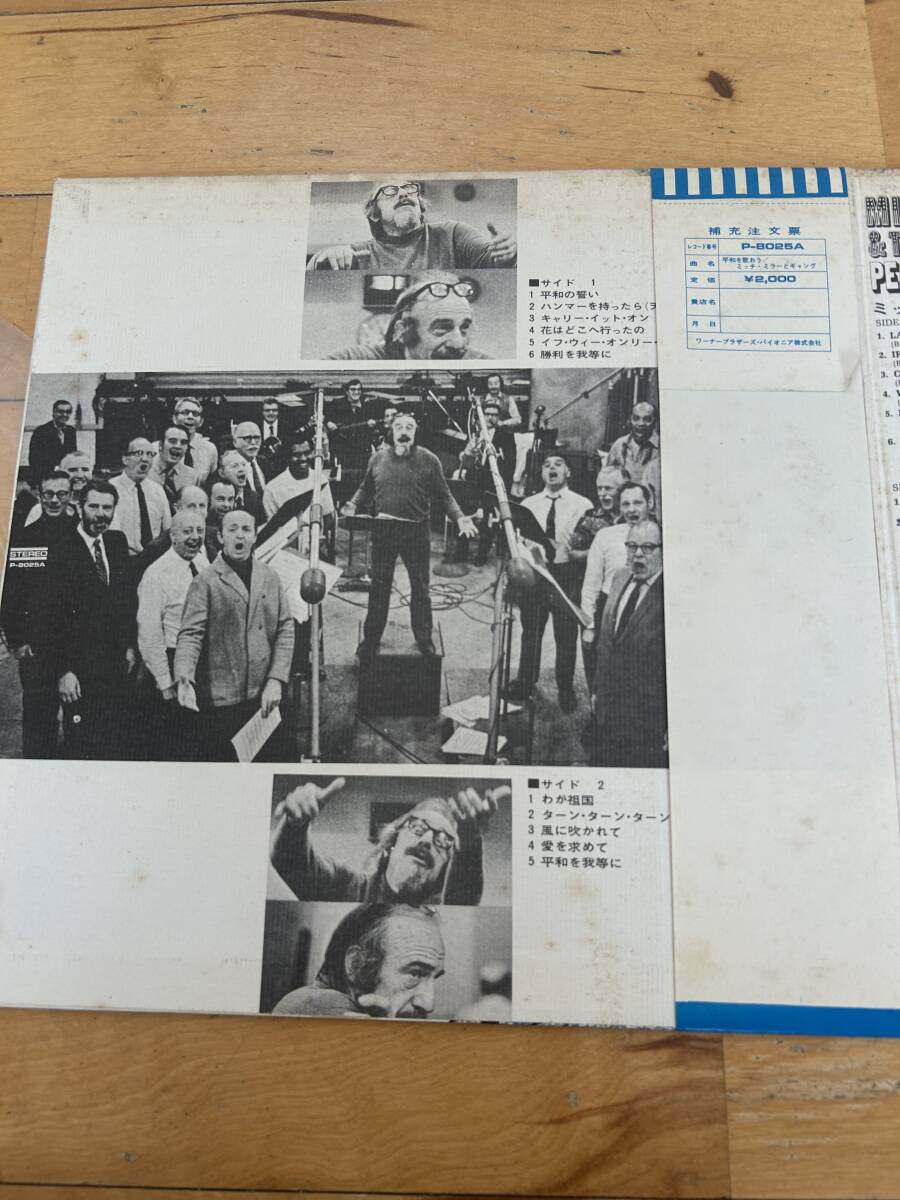 ■サイド 1
1 平和の誓い
2 ハンマーを持ったら(天
3 キャリー・イット・オン
4 花はどこへ行ったの
5 イフ・ウィー・オンリー・
6 勝利を我等に
STEREO
P-8025A
■サイド 2
1 わが祖国
2 ターン・ターン・ターン
3 風に吹かれて
4 愛を求めて
5 平和を我等に
補充注文票
レコード番号 P-8025A
曲名 平和を歌おう/
ミッチ・ミラーとギャング
定価 ¥2,000
貴店名
月日
ワーナーブラザーズ・パイオニア株式会社
& T
PE
ミッ
SIDE
1. LA
2. IF
3. C
4.
5.
6.